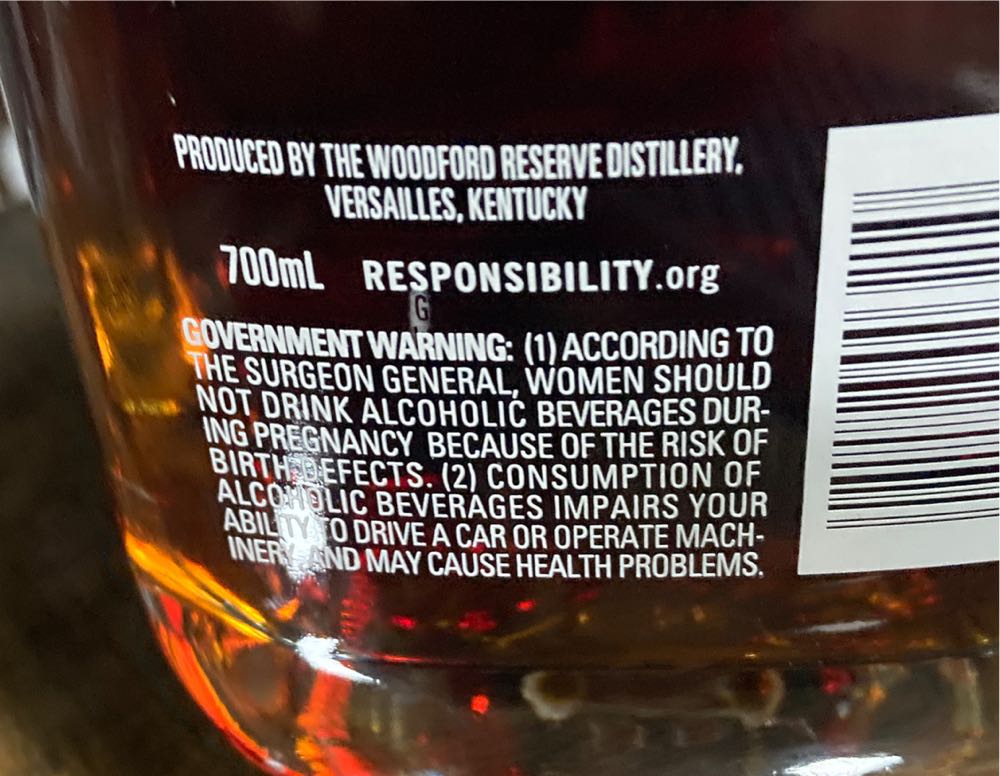 PRODUCED BY THE WOODFORD RESERVE DISTILLERY,
VERSAILLES, KENTUCKY
700mL RESPONSIBILITY.org
G
GOVERNMENT WARNING: (1) ACCORDING TO
THE SURGEON GENERAL, WOMEN SHOULD
NOT DRINK ALCOHOLIC BEVERAGES DUR-
ING PREGNANCY BECAUSE OF THE RISK OF
BIRTH DEFECTS. (2) CONSUMPTION OF
ALCOHOLIC BEVERAGES IMPAIRS YOUR
ABILITY TO DRIVE A CAR OR OPERATE MACH-
INERY AND MAY CAUSE HEALTH PROBLEMS.